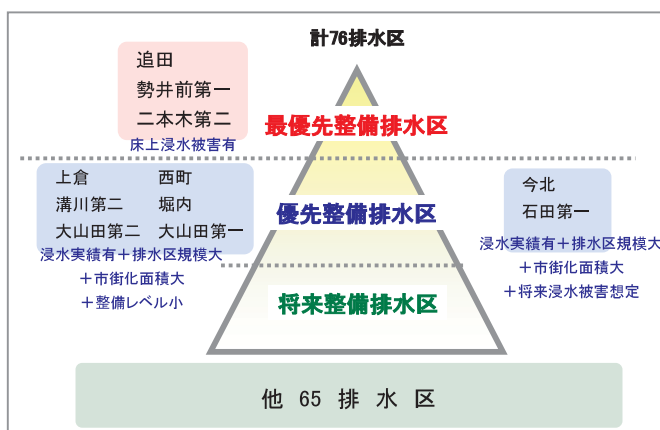 計76排水区
追田
勢井前第一
二本木第二
床上浸水被害有
最優先整備排水区
上倉 西町
溝川第二 堀内
大山田第二 大山田第一
浸水実績有＋排水区規模大
＋市街化面積大
＋整備レベル小
優先整備排水区
今北
石田第一
浸水実績有＋排水区規模大
＋市街化面積大
＋将来浸水被害想定
将来整備排水区
他 65 排 水 区